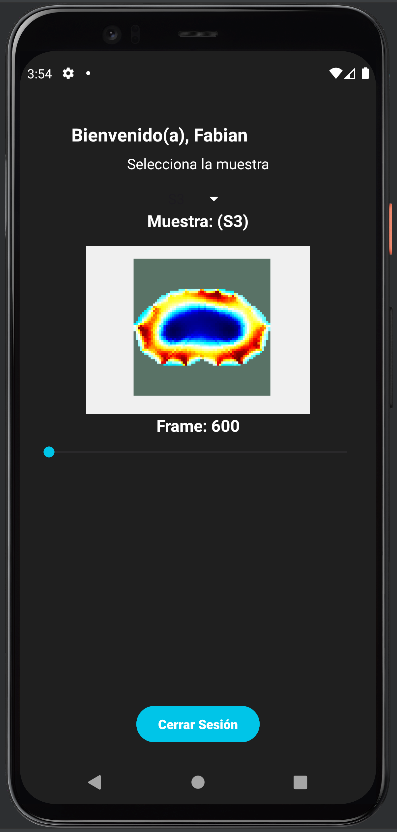 3:54
Bienvenido(a), Fabian
Selecciona la muestra
Muestra: (S3)
Frame: 600
Cerrar Sesión